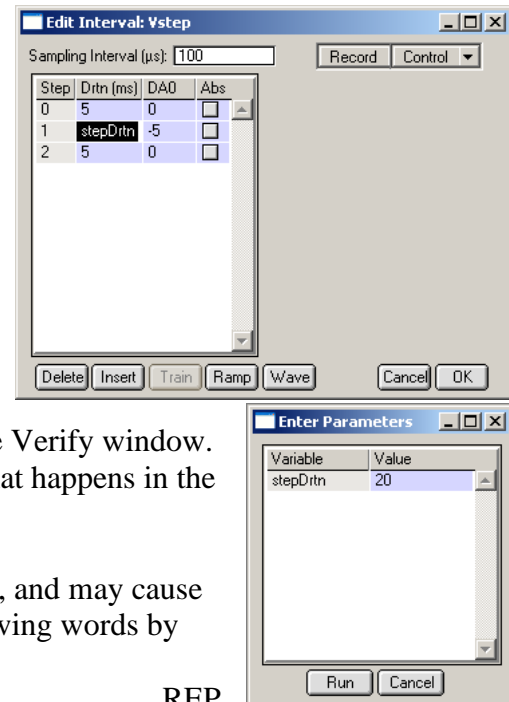 Edit Interval: Vstep
Sampling Interval (µs): 100 Record Control
Step Drtn (ms) DA0 Abs
0 5 0
1 stepDrtn -5
2 5 0
Delete Insert Train Ramp Wave Cancel OK
e Verify window.
at happens in the
, and may cause
wing words by
REP
Enter Parameters
Variable Value
stepDrtn 20
Run Cancel